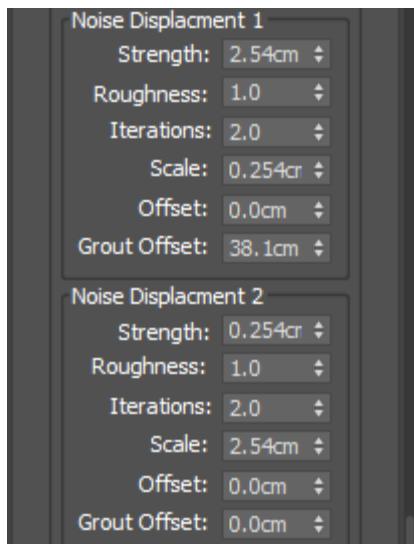 Noise Displacment 1
Strength: 2.54cm
Roughness: 1.0
Iterations: 2.0
Scale: 0.254cr
Offset: 0.0cm
Grout Offset: 38.1cm
Noise Displacment 2
Strength: 0.254cr
Roughness: 1.0
Iterations: 2.0
Scale: 2.54cm
Offset: 0.0cm
Grout Offset: 0.0cm